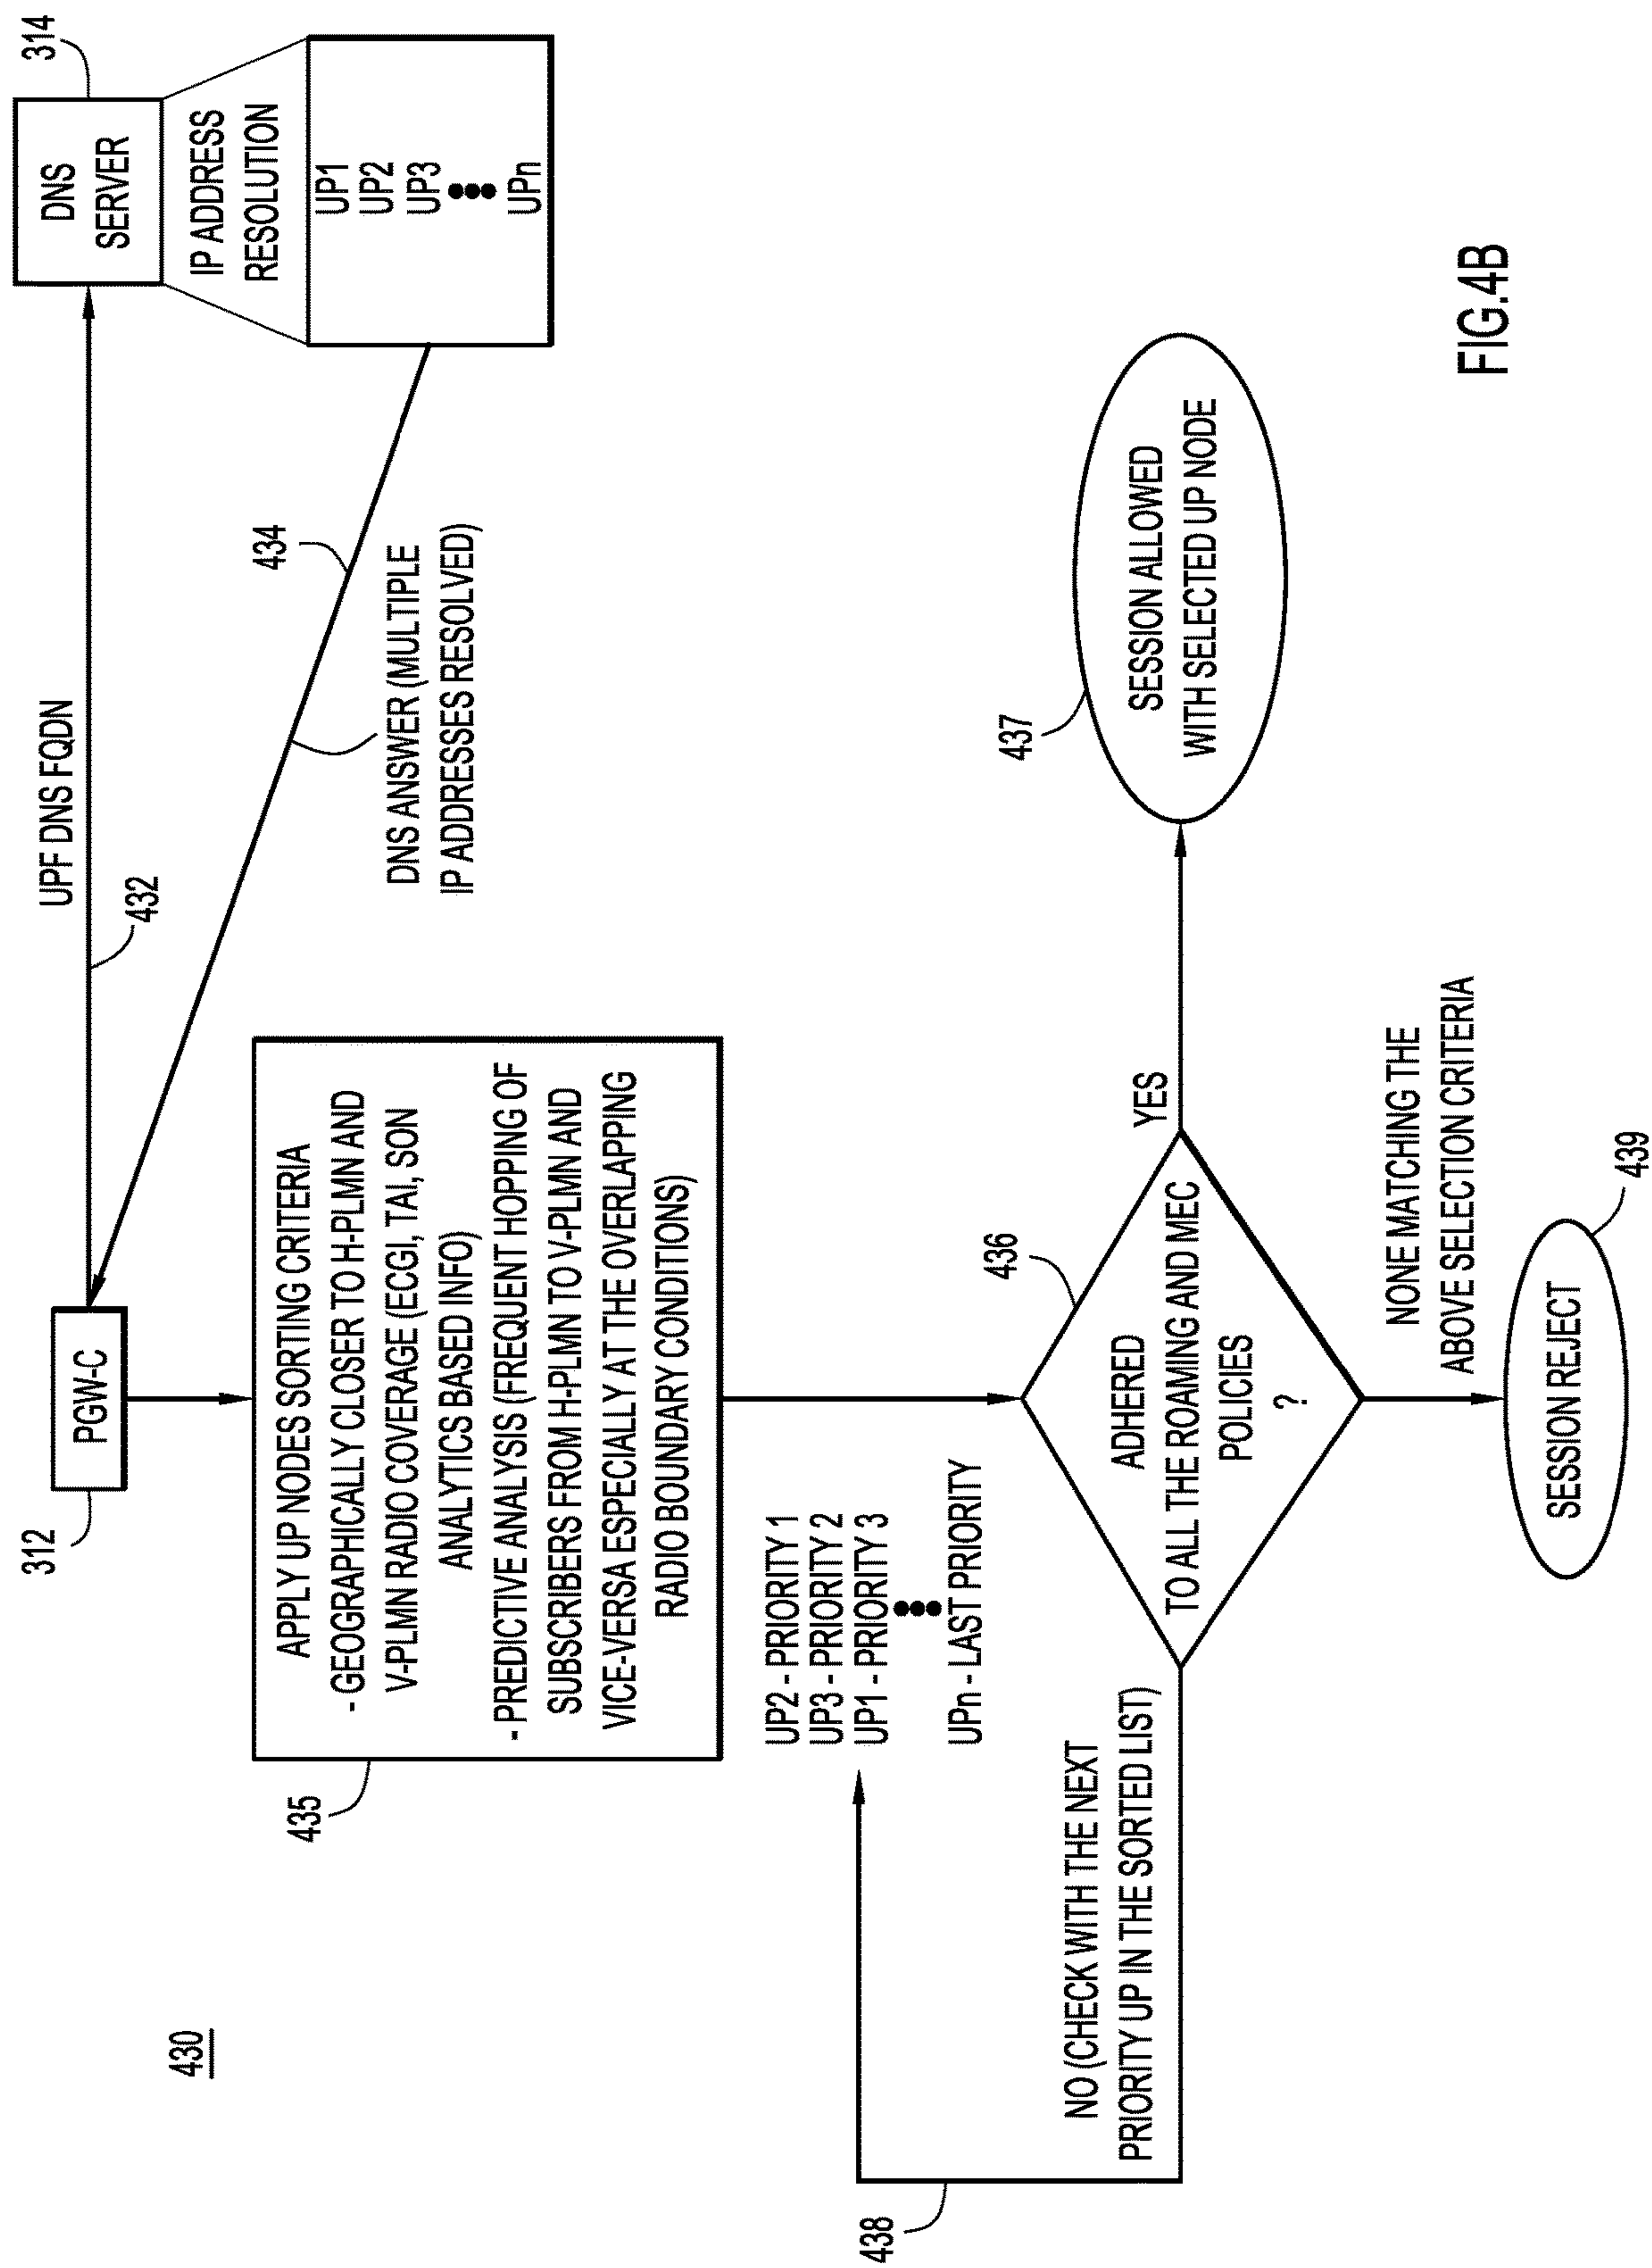 430
312
PGW-C
UPF DNS FQDN
432
DNS
SERVER
314
IP ADDRESS
RESOLUTION
UP1
UP2
UP3
UPn
434
DNS ANSWER (MULTIPLE
IP ADDRESSES RESOLVED)
435
APPLY UP NODES SORTING CRITERIA
- GEOGRAPHICALLY CLOSER TO H-PLMN AND
V-PLMN RADIO COVERAGE (ECGI, TAI, SON
ANALYTICS BASED INFO)
- PREDICTIVE ANALYSIS (FREQUENT HOPPING OF
SUBSCRIBERS FROM H-PLMN TO V-PLMN AND
VICE-VERSA ESPECIALLY AT THE OVERLAPPING
RADIO BOUNDARY CONDITIONS)
UP2 - PRIORITY 1
UP3 - PRIORITY 2
UP1 - PRIORITY 3
UPn - LAST PRIORITY
438
NO (CHECK WITH THE NEXT
PRIORITY UP IN THE SORTED LIST)
436
ADHERED
TO ALL THE ROAMING AND MEC
POLICIES
?
YES
437
SESSION ALLOWED
WITH SELECTED UP NODE
NONE MATCHING THE
ABOVE SELECTION CRITERIA
SESSION REJECT
439
FIG.4B